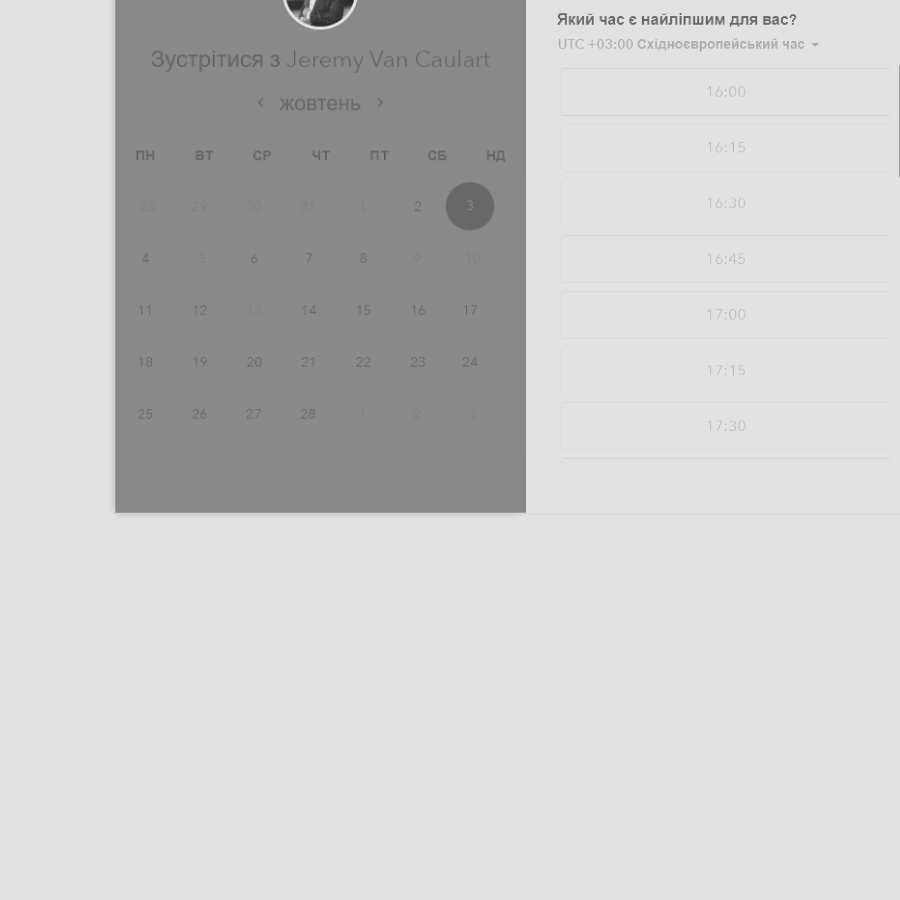 Зустрітися з Jeremy Van Caulart
жовтень
ПН ВТ СР ЧТ ПТ СБ НД
28 29 30 31 1 2 3
4 5 6 7 8 9 10
11 12 13 14 15 16 17
18 19 20 21 22 23 24
25 26 27 28 1 2 3
Який час є найліпшим для вас?
UTC +03:00 Східноєвропейський час
16:00
16:15
16:30
16:45
17:00
17:15
17:30